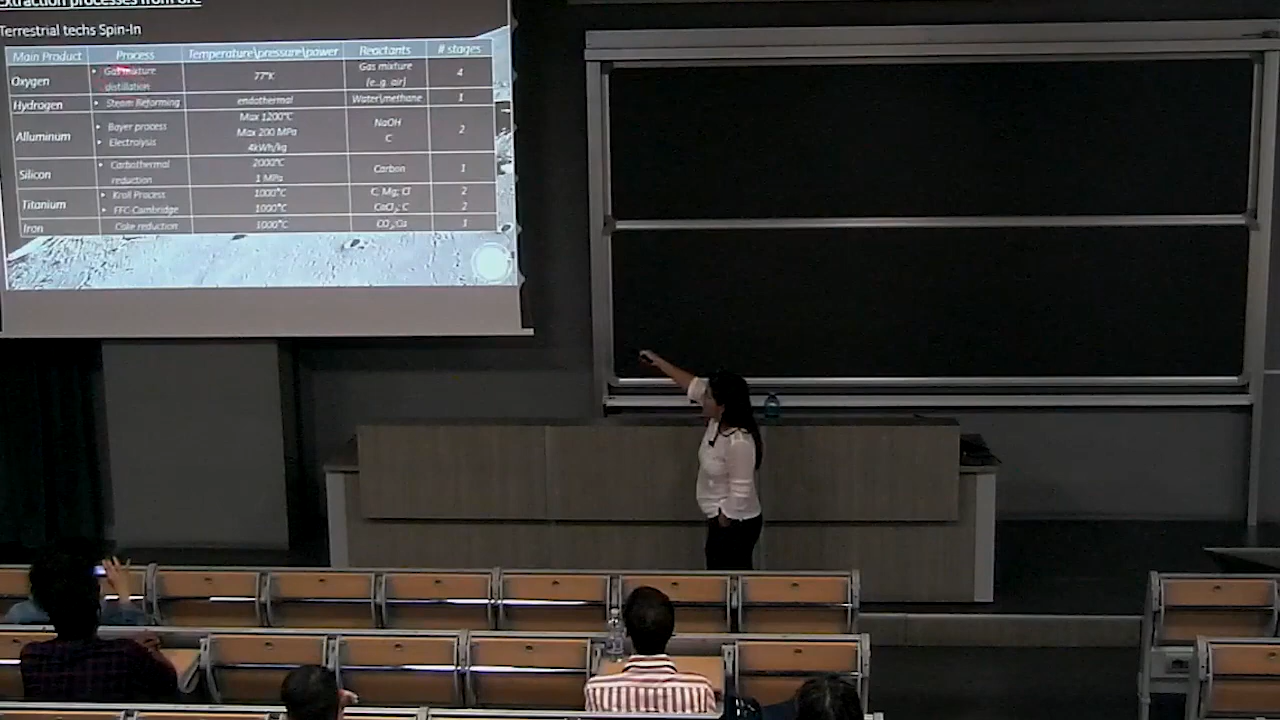 Extraction processes from ore
Terrestrial techs Spin-In
Main Product Process Temperature\pressure\power Reactants # stages
Oxygen • Gas mixture distillation 77°K Gas mixture (e..g. air) 4
Hydrogen • Steam Reforming endothermal Water\methane 1
Alluminum • Bayer process • Electrolysis Max 1200°C Max 200 MPa 4kWh/kg NaOH C 2
Silicon • Carbothermal reduction 2000°C 1 MPa Carbon 1
Titanium • Kroll Process 1000°C C; Mg; Cl 2
• FFC-Cambridge 1000°C CaCl₂; C 2
Iron Coke reduction 1000°C 1